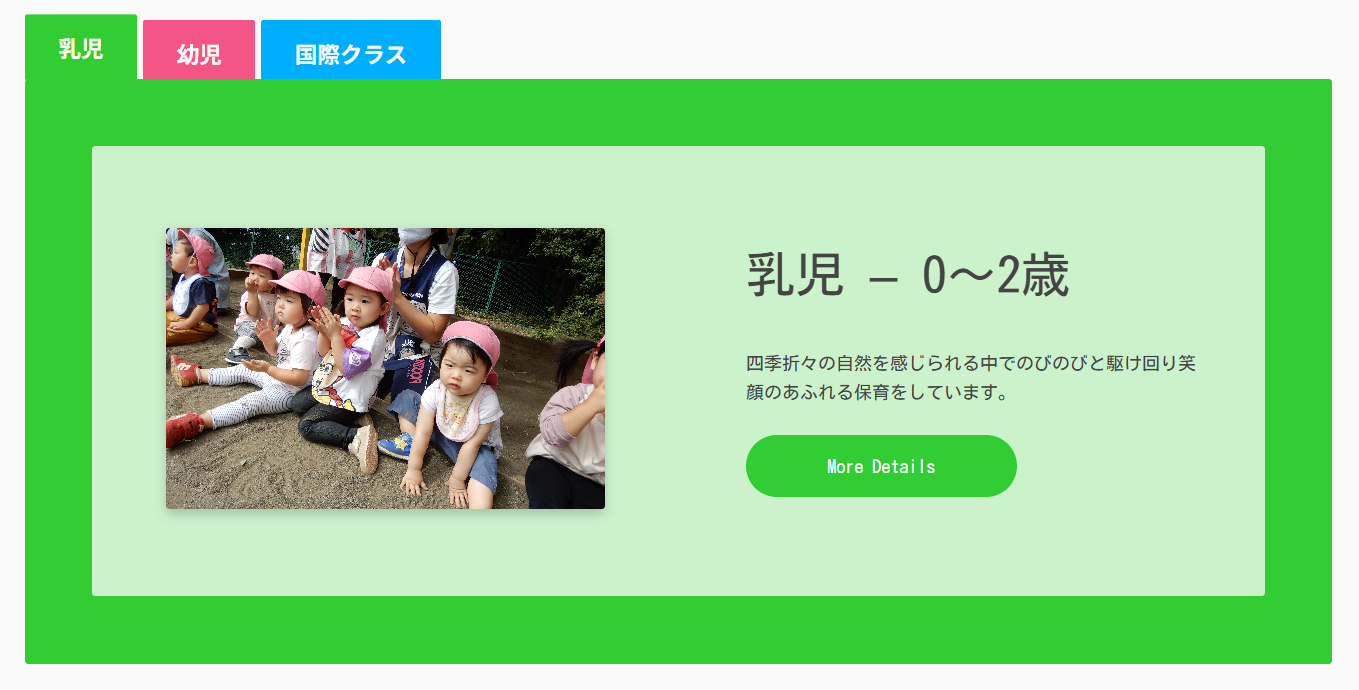 乳児
幼児
国際クラス
乳児 – 0～2歳
四季折々の自然を感じられる中でのびのびと駆け回り笑
顔のあふれる保育をしています。
More Details